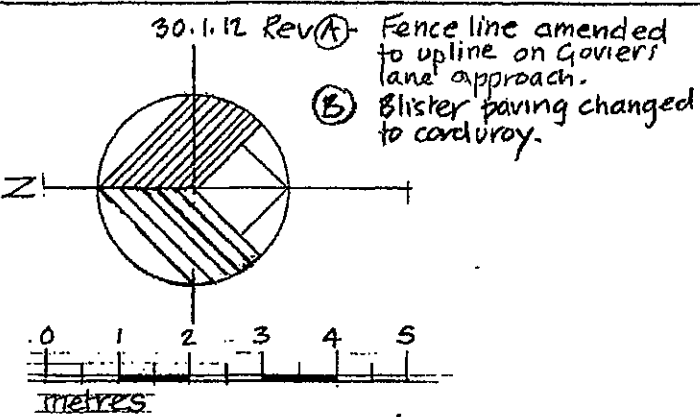 30.1.12 Rev (A)- Fence line amended
to upline on Goviers
lane approach.
(B) Blister paving changed
to corduroy.
N
0 1 2 3 4 5
metres